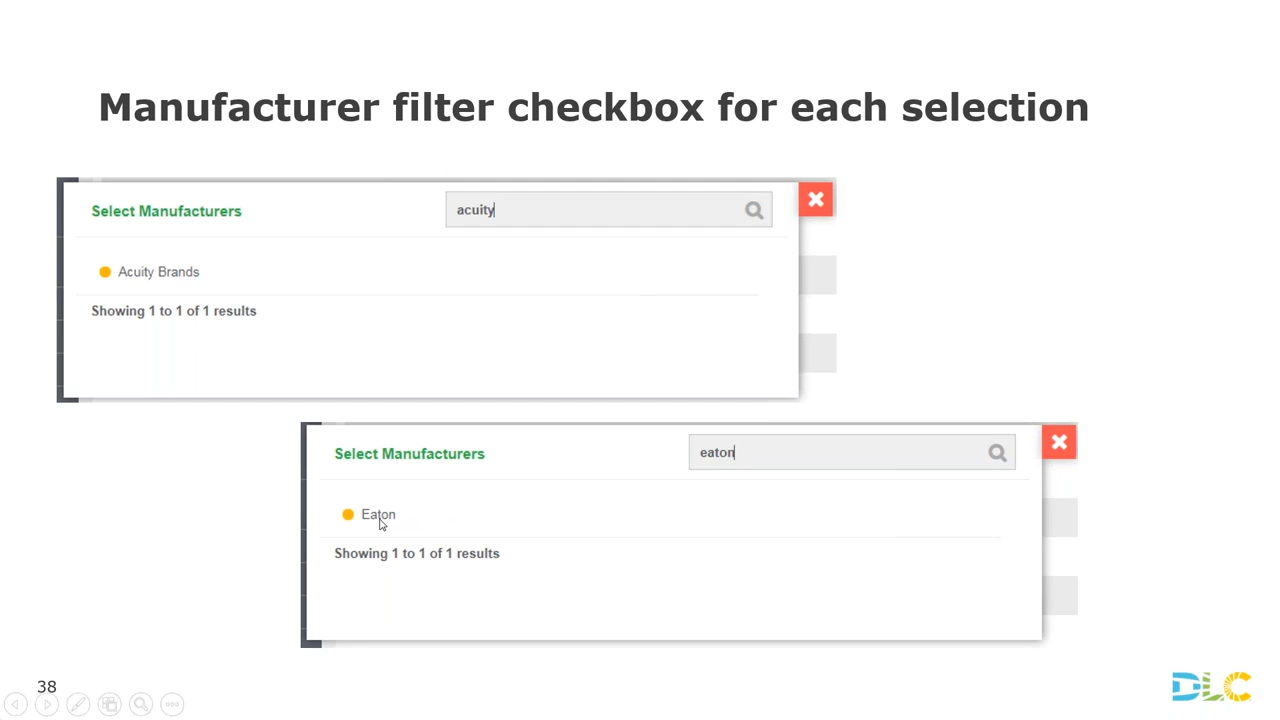 Manufacturer filter checkbox for each selection
Select Manufacturers
acuity
Acuity Brands
Showing 1 to 1 of 1 results
Select Manufacturers
eaton
Eaton
Showing 1 to 1 of 1 results
38
DLC